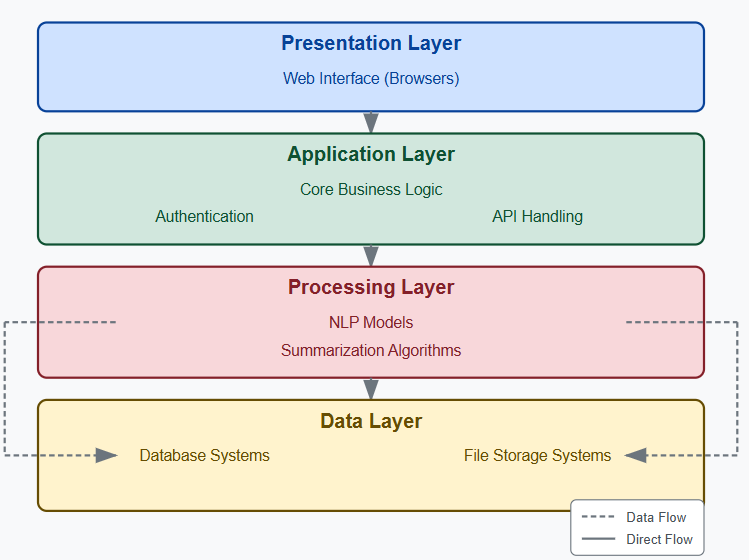 Presentation Layer
Web Interface (Browsers)
Application Layer
Core Business Logic
Authentication
API Handling
Processing Layer
NLP Models
Summarization Algorithms
Data Layer
Database Systems
File Storage Systems
Data Flow
Direct Flow